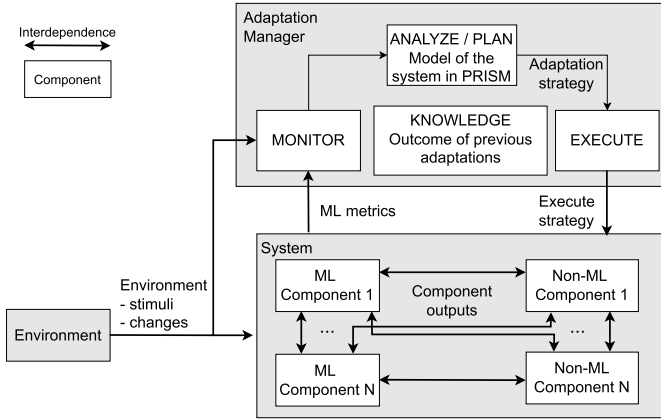 Interdependence
Component
Adaptation
Manager
ANALYZE / PLAN
Model of the
system in PRISM
Adaptation
strategy
MONITOR
KNOWLEDGE
Outcome of previous
adaptations
EXECUTE
ML metrics
Execute
strategy
System
ML
Component 1
Component
outputs
Non-ML
Component 1
Environment
- stimuli
- changes
Environment
...
...
ML
Component N
Non-ML
Component N